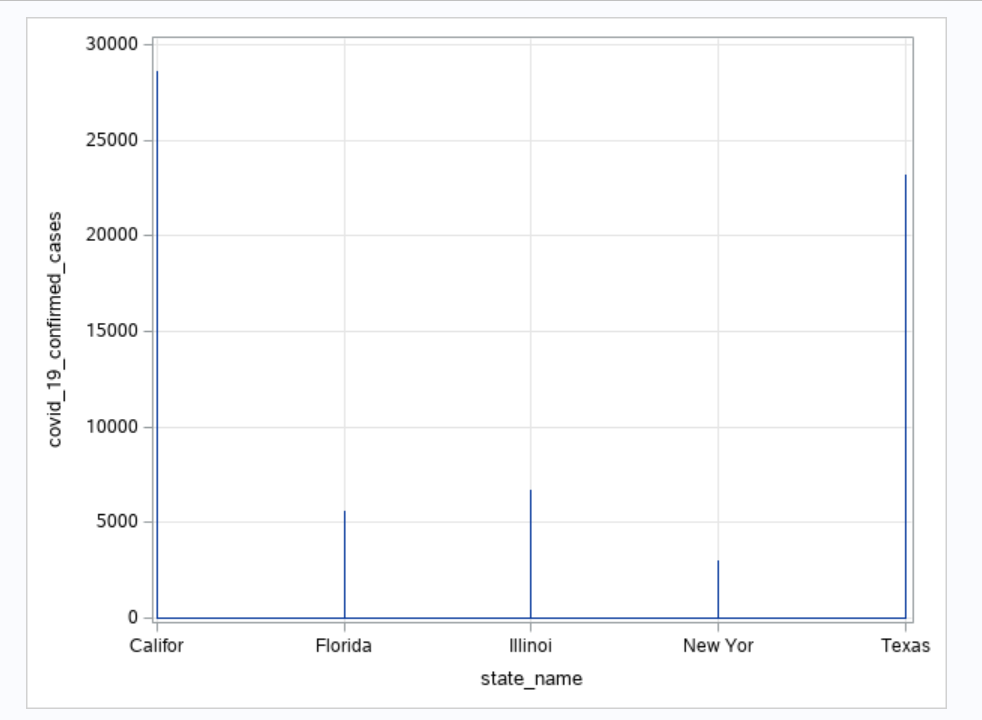 30000
25000
20000
15000
10000
5000
0
covid_19_confirmed_cases
Califor Florida Illinoi New Yor Texas
state_name